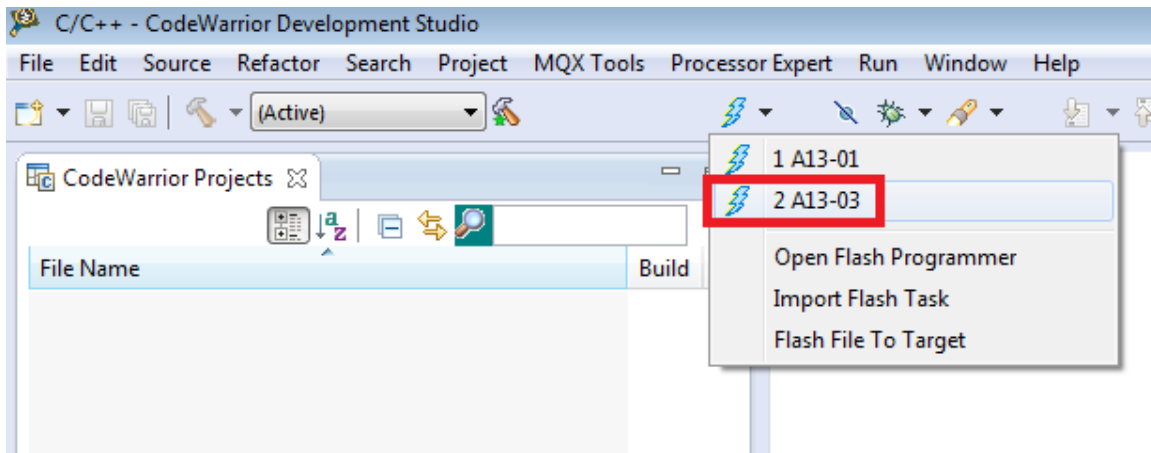 C/C++ - CodeWarrior Development Studio
File Edit Source Refactor Search Project MQX Tools Processor Expert Run Window Help
(Active)
1 A13-01
CodeWarrior Projects
2 A13-03
File Name Build
Open Flash Programmer
Import Flash Task
Flash File To Target